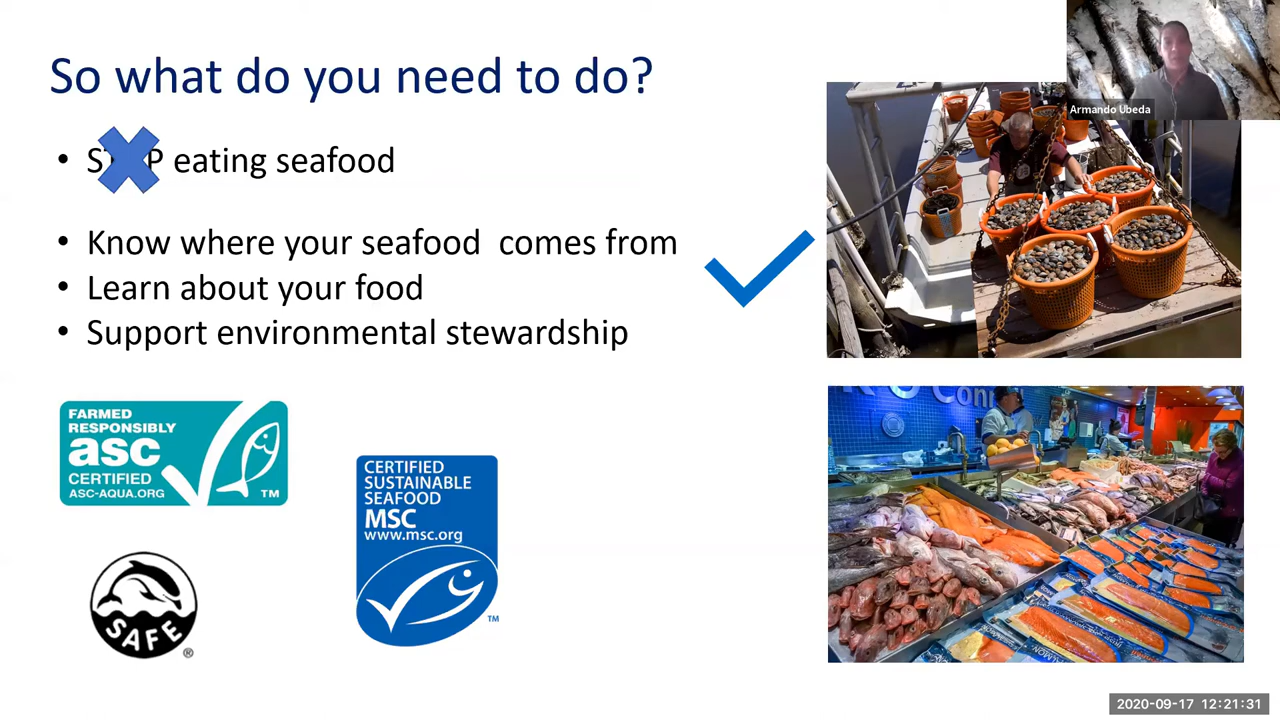 So what do you need to do?
Armando Ubeda
• S P eating seafood
• Know where your seafood comes from
• Learn about your food
• Support environmental stewardship
FARMED
RESPONSIBLY
asc
CERTIFIED
ASC-AQUA.ORG
TM
CERTIFIED
SUSTAINABLE
SEAFOOD
MSC
www.msc.org
TM
SAFE
®
2020-09-17 12:21:31